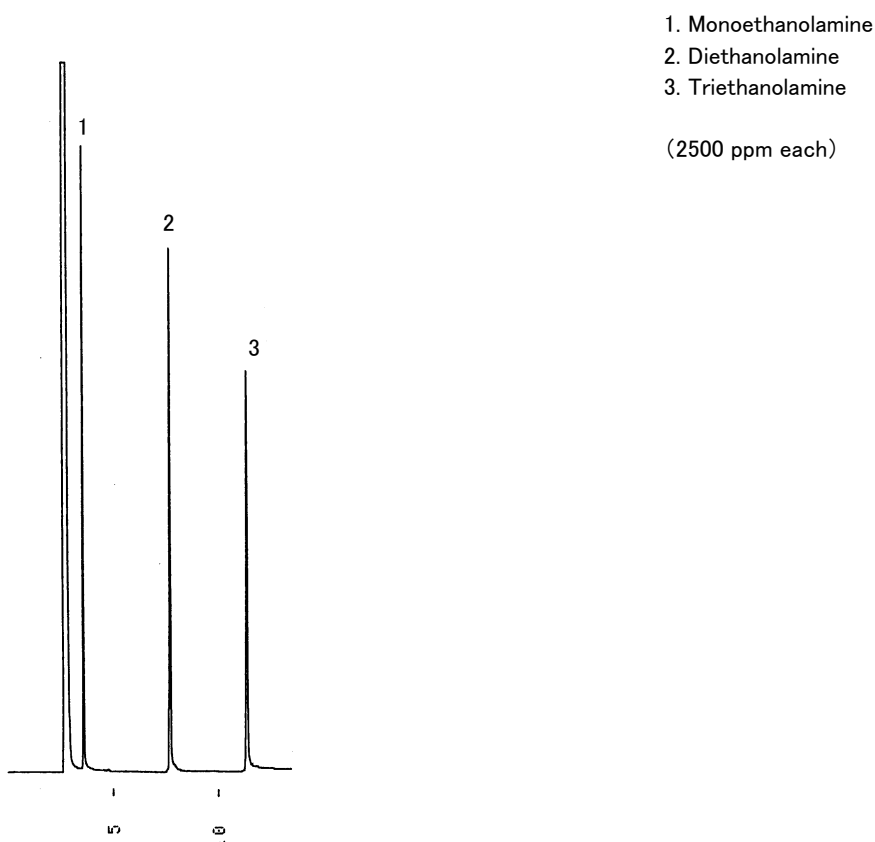 1. Monoethanolamine
2. Diethanolamine
3. Triethanolamine
(2500 ppm each)
1
2
3
5